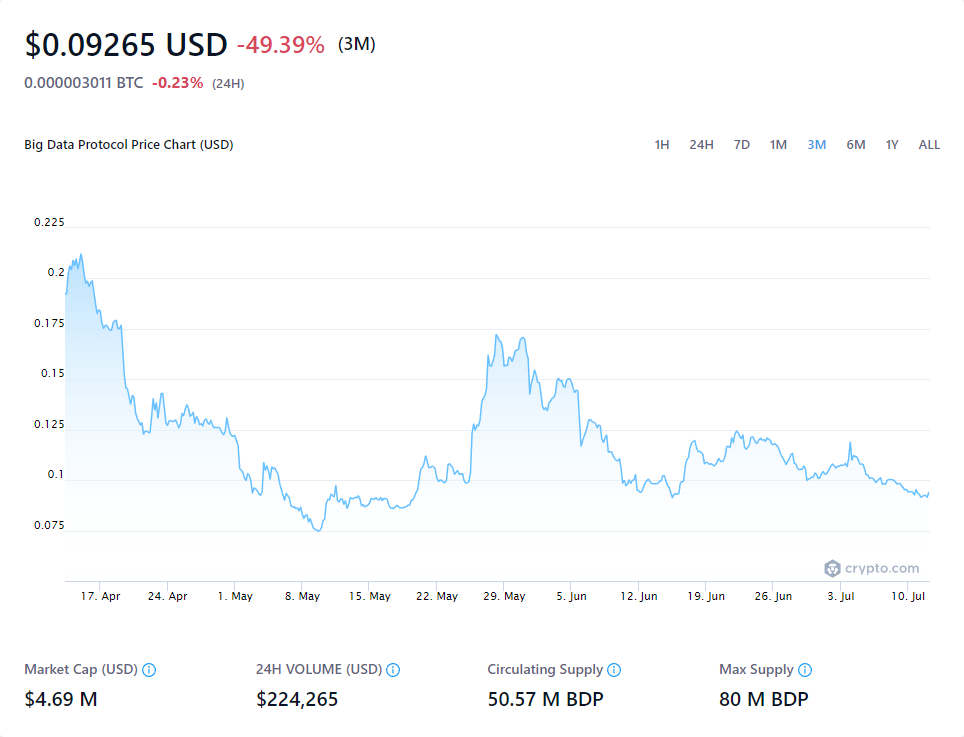 $0.09265 USD -49.39% (3M)
0.000003011 BTC -0.23% (24H)
Big Data Protocol Price Chart (USD) 1H 24H 7D 1M 3M 6M 1Y ALL
0.225
0.2
0.175
0.15
0.125
0.1
0.075
crypto.com
17. Apr 24. Apr 1. May 8. May 15. May 22. May 29. May 5. Jun 12. Jun 19. Jun 26. Jun 3. Jul 10. Jul
Market Cap (USD) 24H VOLUME (USD) Circulating Supply Max Supply
$4.69 M $224,265 50.57 M BDP 80 M BDP